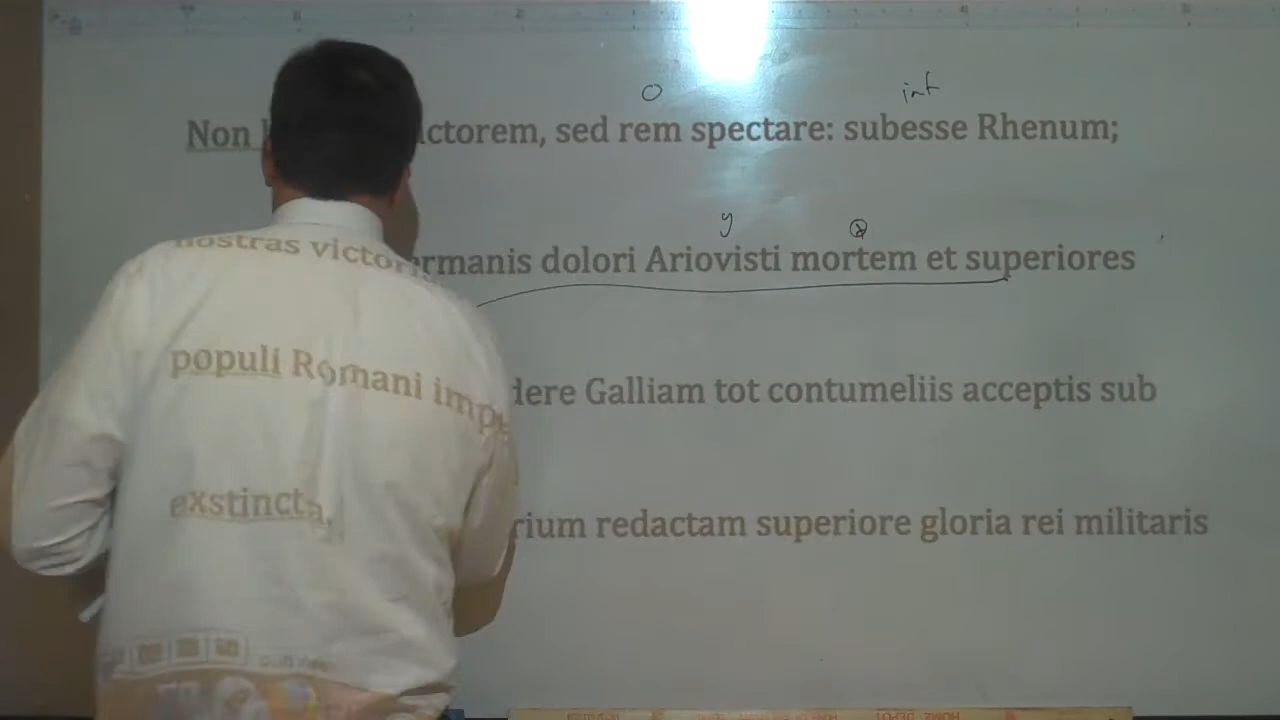 o inf
Non ctorem, sed rem spectare: subesse Rhenum;
y
nostras victor rmanis dolori Ariovisti mortem et superiores
populi Romani imp dere Galliam tot contumeliis acceptis sub
exstincta, rium redactam superiore gloria rei militaris